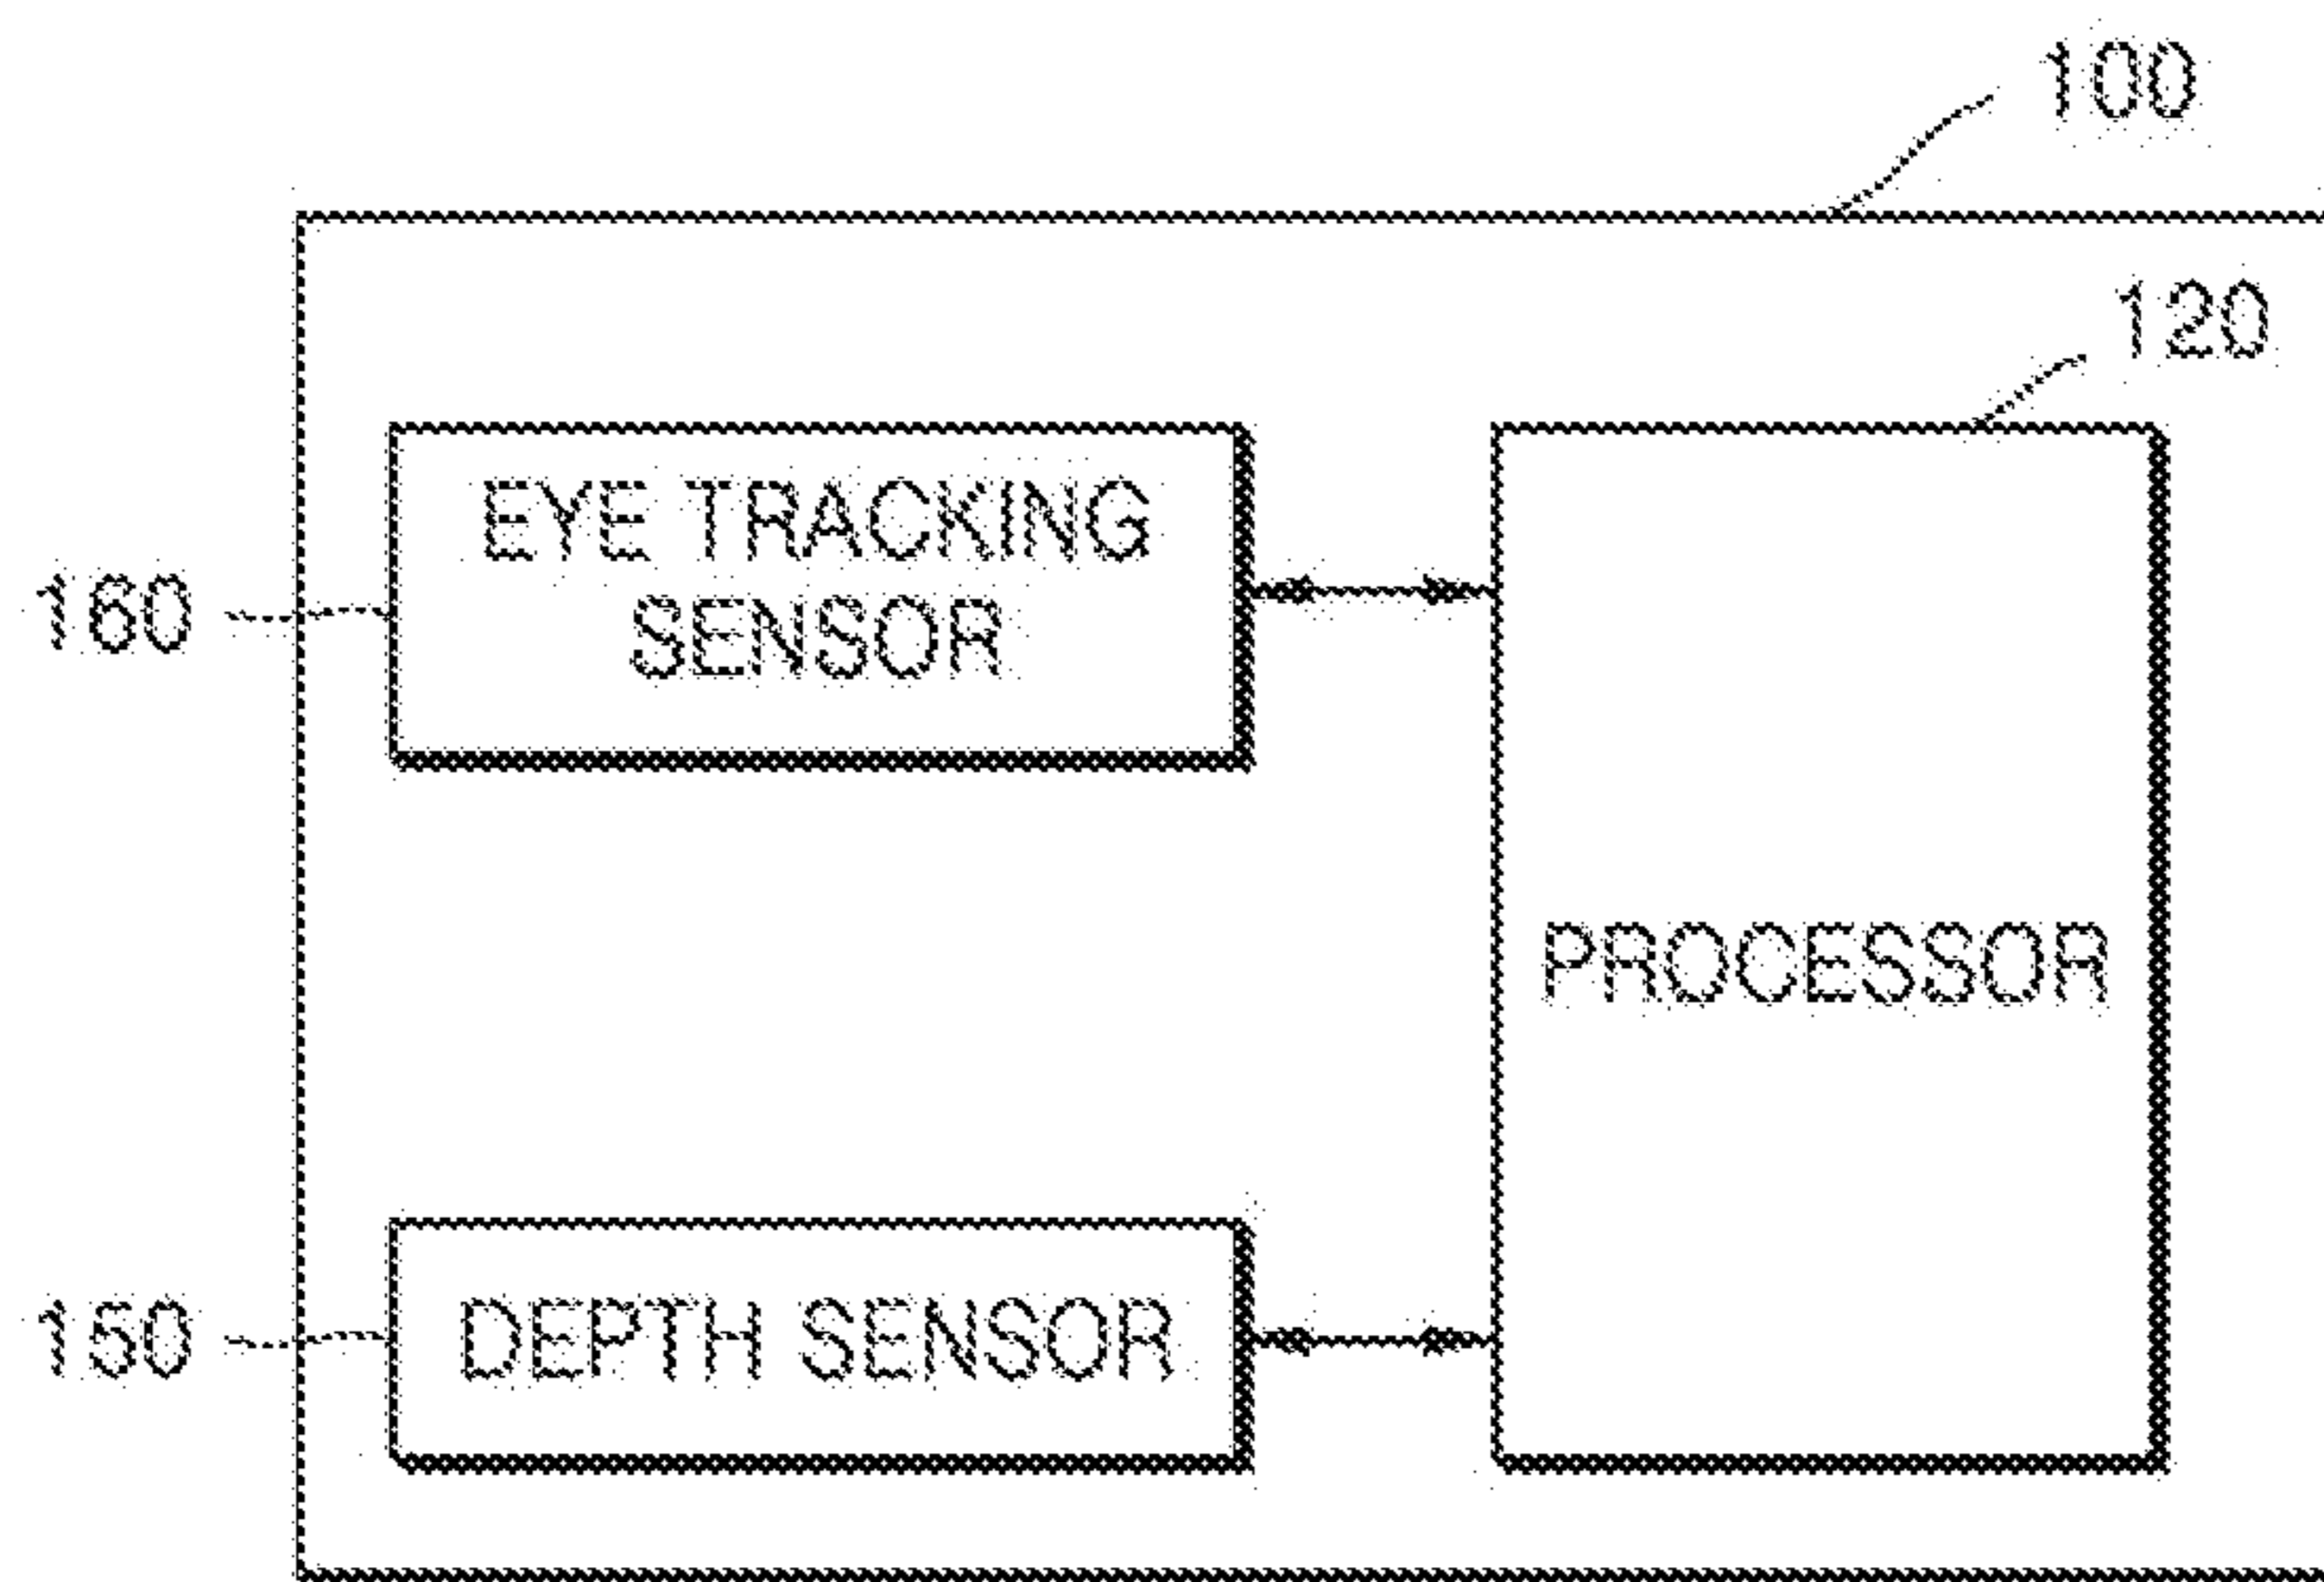 100
120
EYE TRACKING
SENSOR
160
PROCESSOR
150
DEPTH SENSOR